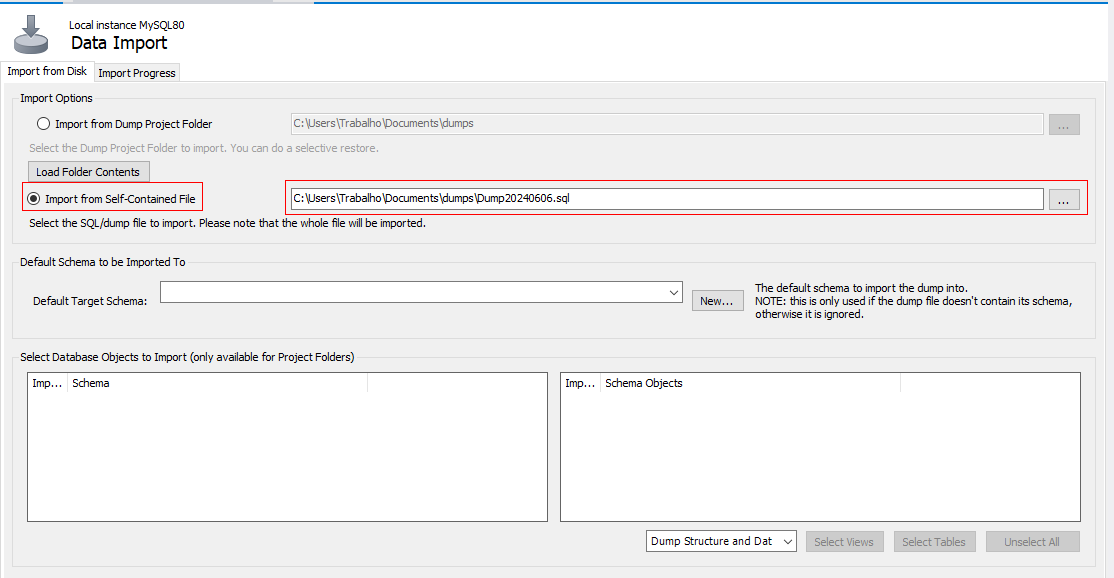 Local instance MySQL80
Data Import
Import from Disk
Import Progress
Import Options
Import from Dump Project Folder
C:\Users\Trabalho\Documents\dumps
...
Select the Dump Project Folder to import. You can do a selective restore.
Load Folder Contents
Import from Self-Contained File
C:\Users\Trabalho\Documents\dumps\Dump20240606.sql
...
Select the SQL/dump file to import. Please note that the whole file will be imported.
Default Schema to be Imported To
Default Target Schema:
New...
The default schema to import the dump into.
NOTE: this is only used if the dump file doesn't contain its schema,
otherwise it is ignored.
Select Database Objects to Import (only available for Project Folders)
Imp...
Schema
Imp...
Schema Objects
Dump Structure and Dat
Select Views
Select Tables
Unselect All